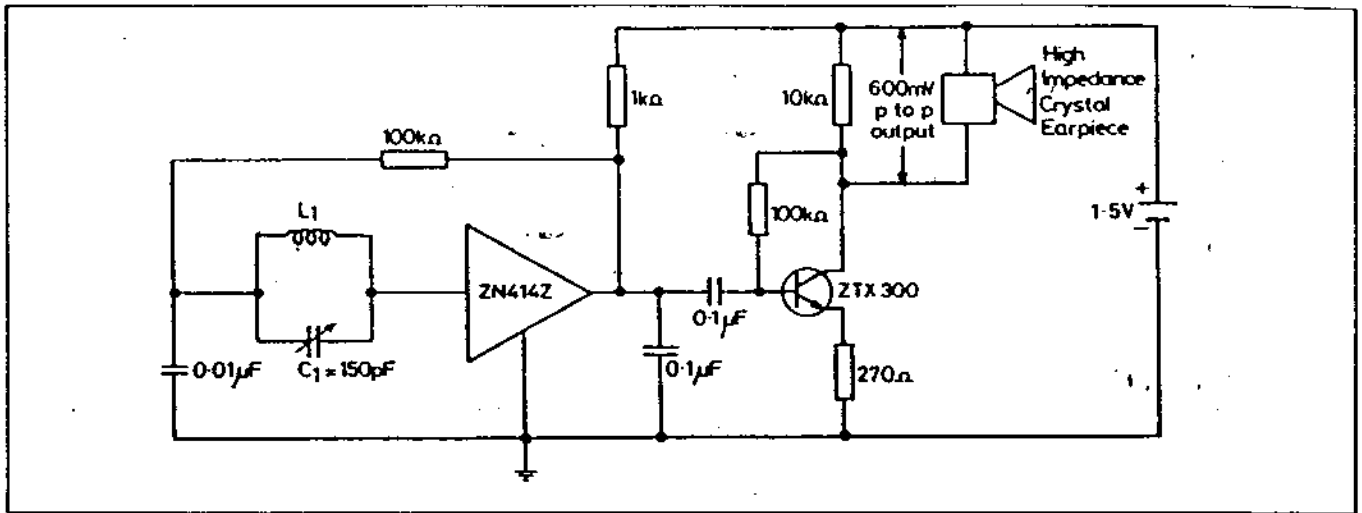 1kΩ
10kΩ
600mV
p to p
output
High
Impedance
Crystal
Earpiece
100kΩ
L1
100kΩ
+
1·5V
−
ZN414Z
ZTX 300
0·1μF
0·01μF
C1=150pF
0·1μF
270Ω